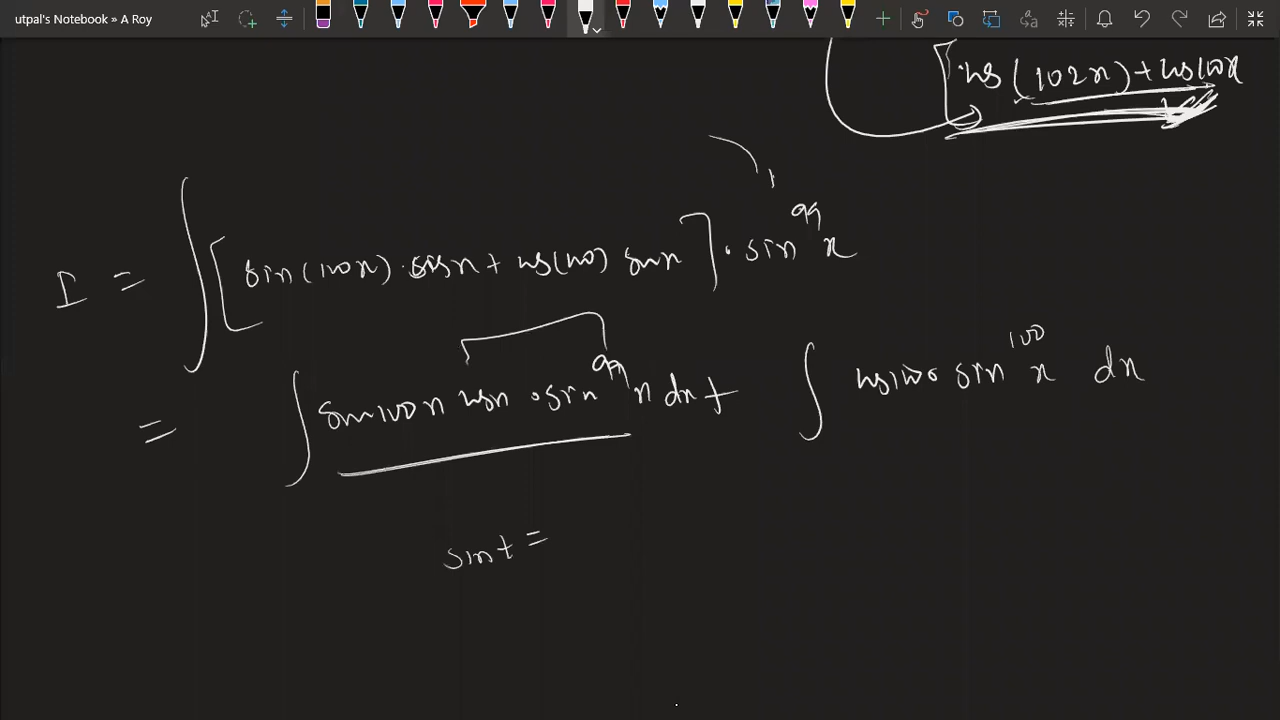 utpal's Notebook » A Roy
[cos(102x)+cos100x
I = ∫[sin(100x)·cosx + cos(100) sinx]·sin^99 x
= ∫ sin100x cosx · sin^99 x dx + ∫ cos100· sin^100 x dx
sint =